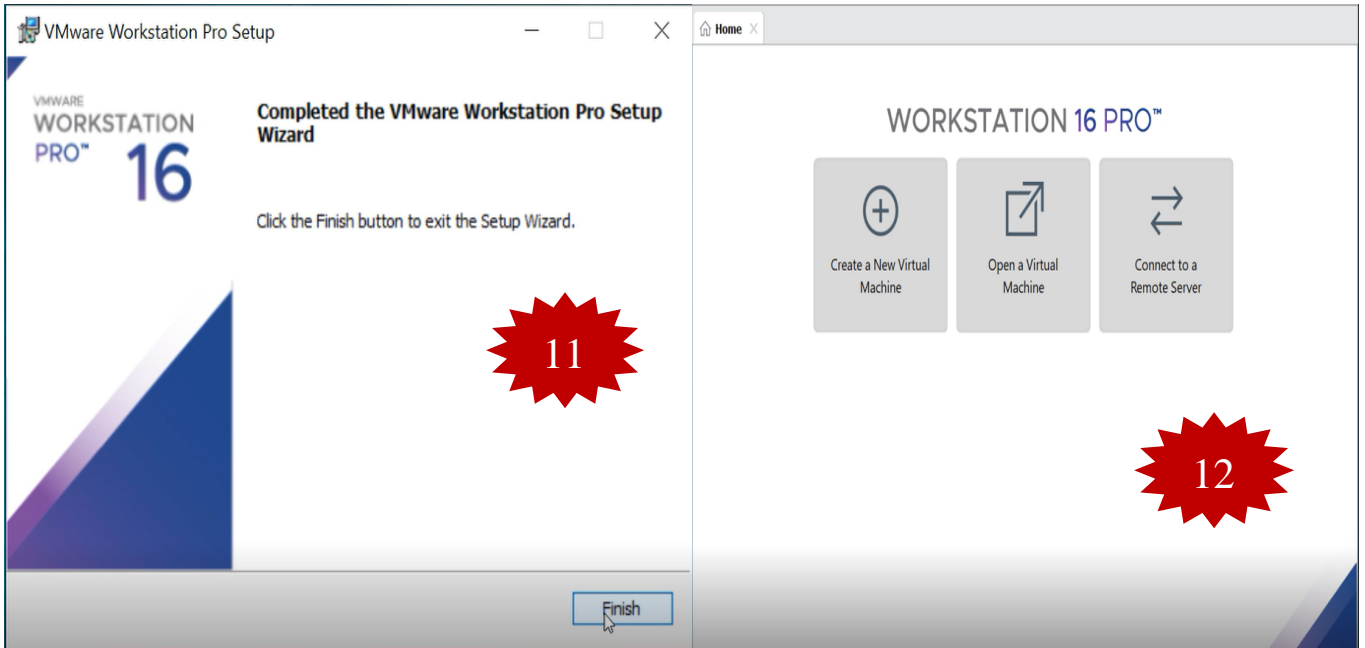 VMware Workstation Pro Setup
VMWARE
WORKSTATION
PRO™ 16
Completed the VMware Workstation Pro Setup
Wizard
Click the Finish button to exit the Setup Wizard.
11
Finish
Home
WORKSTATION 16 PRO™
Create a New Virtual
Machine
Open a Virtual
Machine
Connect to a
Remote Server
12